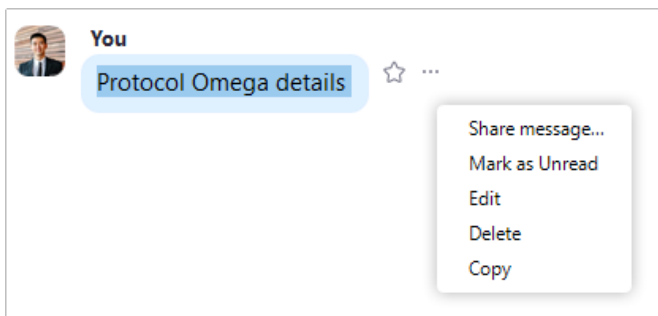 You
Protocol Omega details
Share message...
Mark as Unread
Edit
Delete
Copy